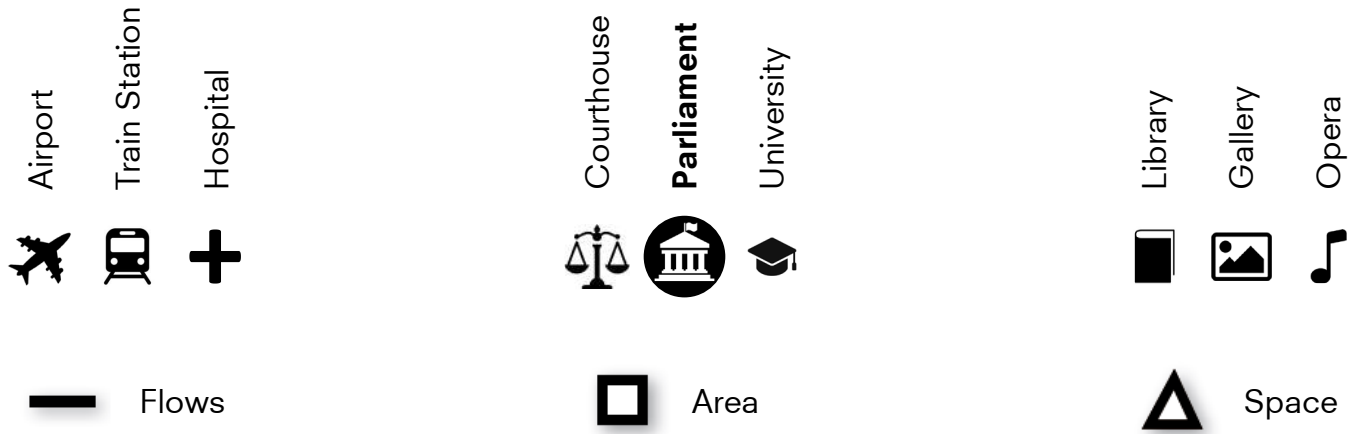 Airport
Train Station
Hospital
Courthouse
Parliament
University
Library
Gallery
Opera
Flows
Area
Space